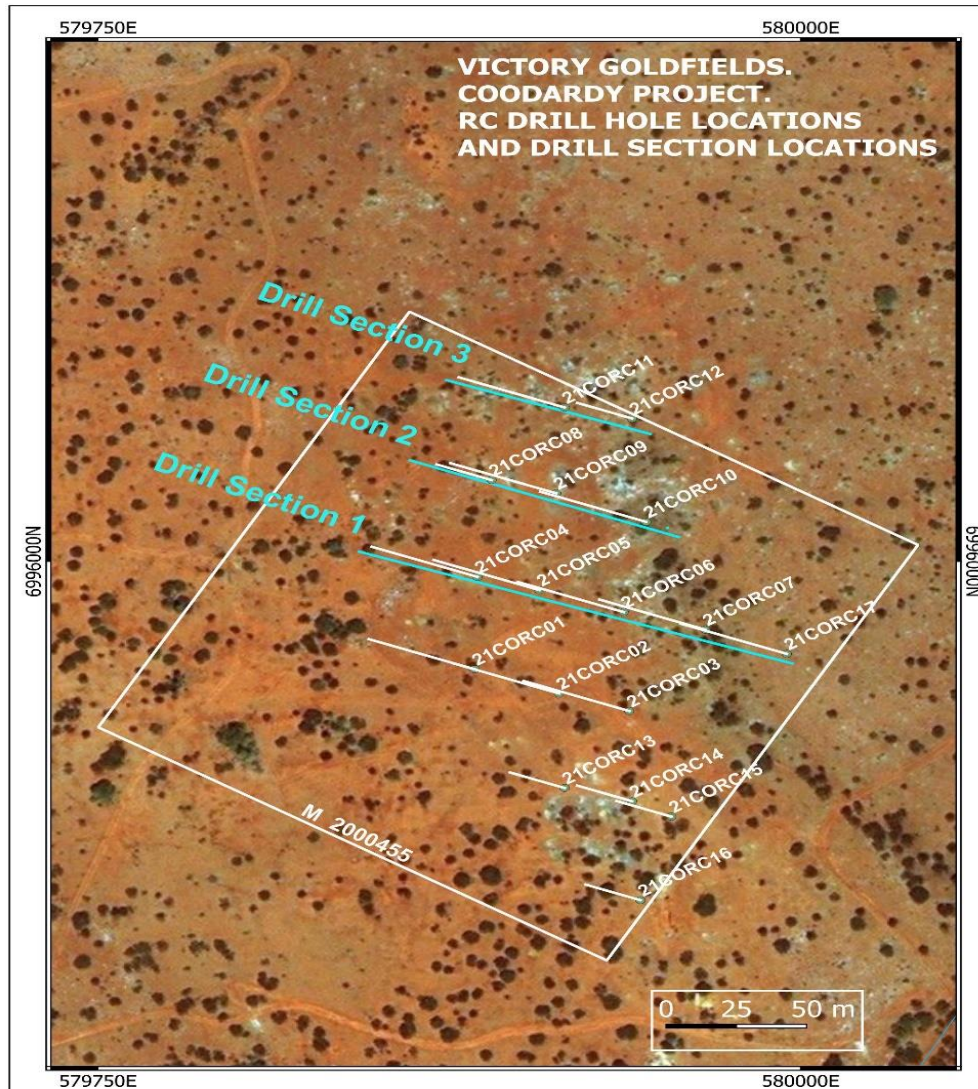 579750E
580000E
VICTORY GOLDFIELDS.
COODARDY PROJECT.
RC DRILL HOLE LOCATIONS
AND DRILL SECTION LOCATIONS
Drill Section 3
21CORC11
21CORC12
Drill Section 2
21CORC08
21CORC09
21CORC10
Drill Section 1
21CORC04
21CORC05
21CORC06
21CORC07
21CORC17
6996000N
6996000N
21CORC01
21CORC02
21CORC03
21CORC13
21CORC14
21CORC15
M 2000455
21CORC16
0 25 50 m
579750E
580000E